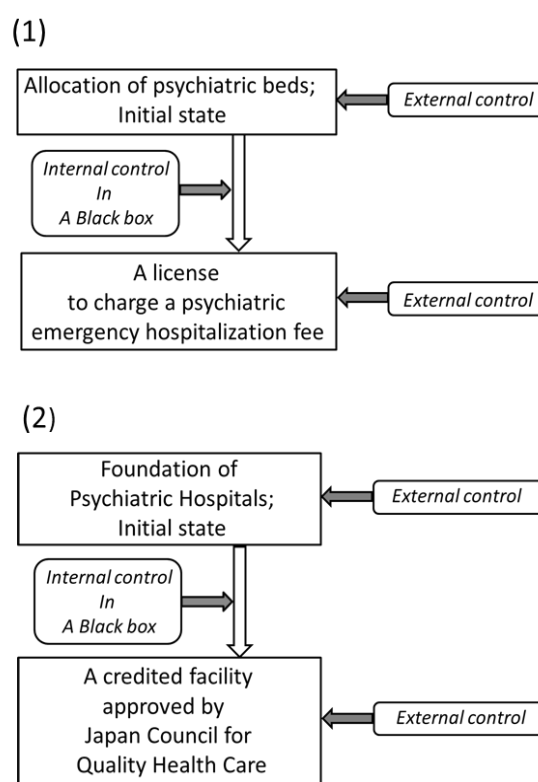 (1)
Allocation of psychiatric beds;
Initial state
External control
Internal control
In
A Black box
A license
to charge a psychiatric
emergency hospitalization fee
External control
(2)
Foundation of
Psychiatric Hospitals;
Initial state
External control
Internal control
In
A Black box
A credited facility
approved by
Japan Council for
Quality Health Care
External control